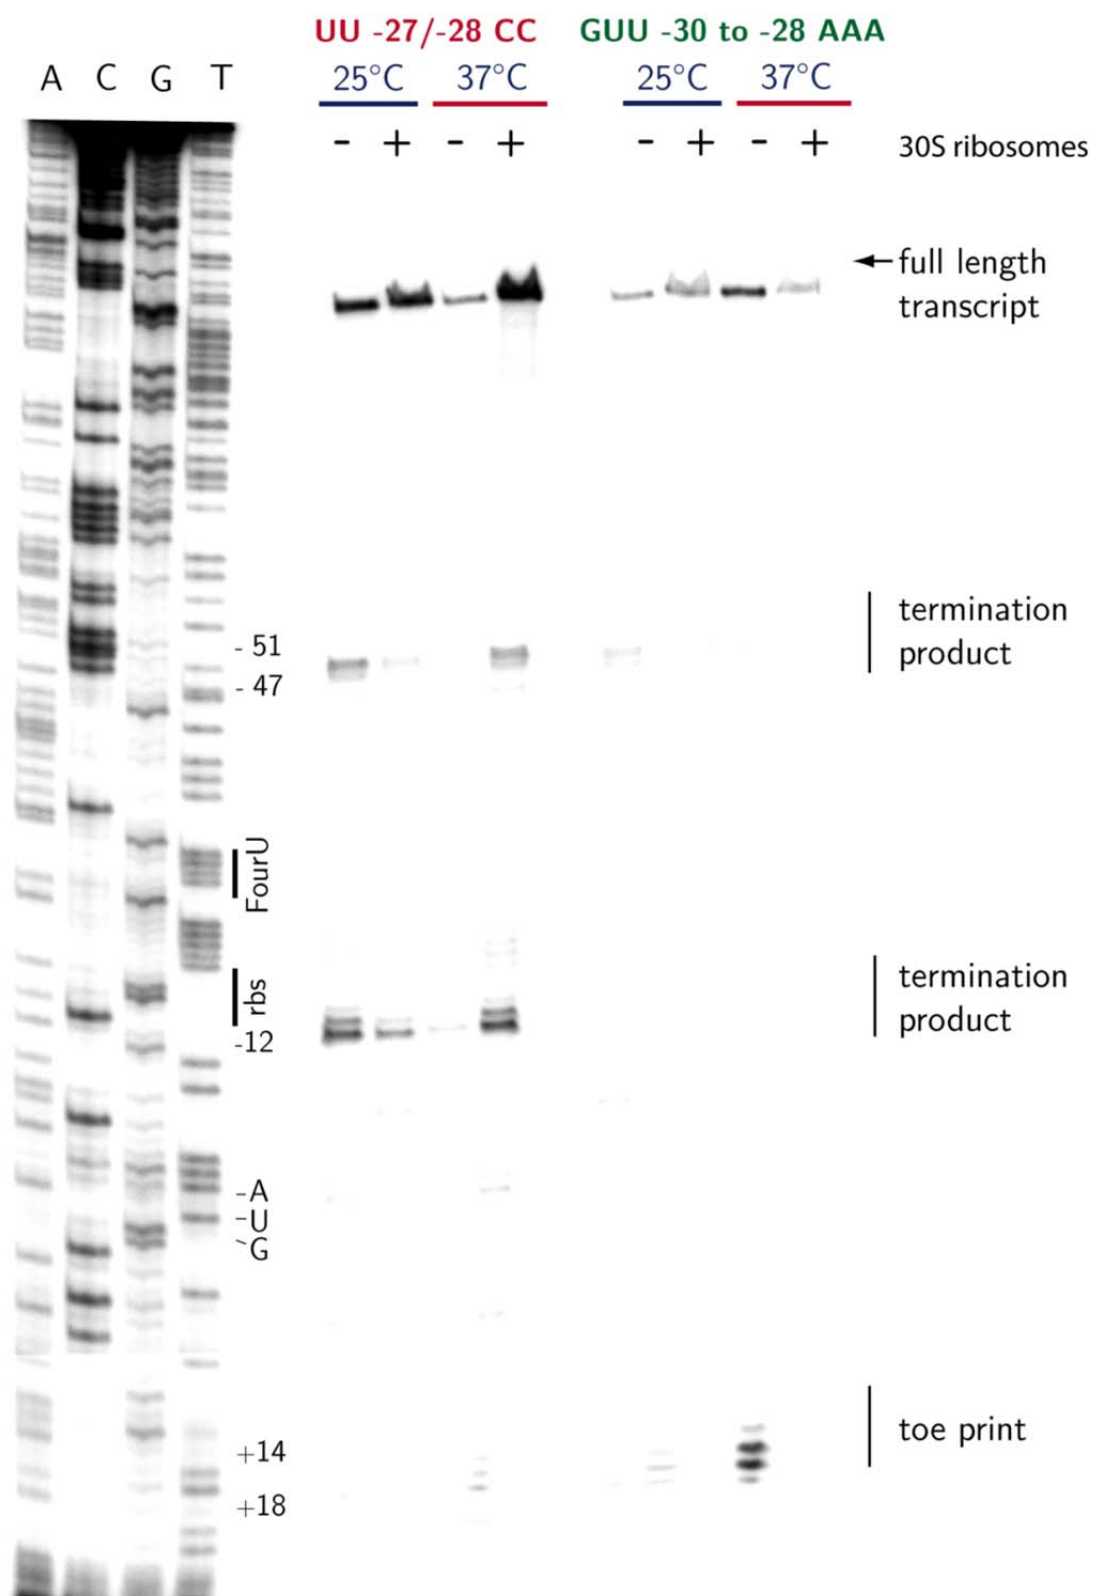 UU -27/-28 CC GUU -30 to -28 AAA
A C G T 25°C 37°C 25°C 37°C
- + - + - + - + 30S ribosomes
full length
transcript
termination
product
- 51
- 47
FourU
rbs
termination
product
-12
-A
-U
-G
toe print
+14
+18